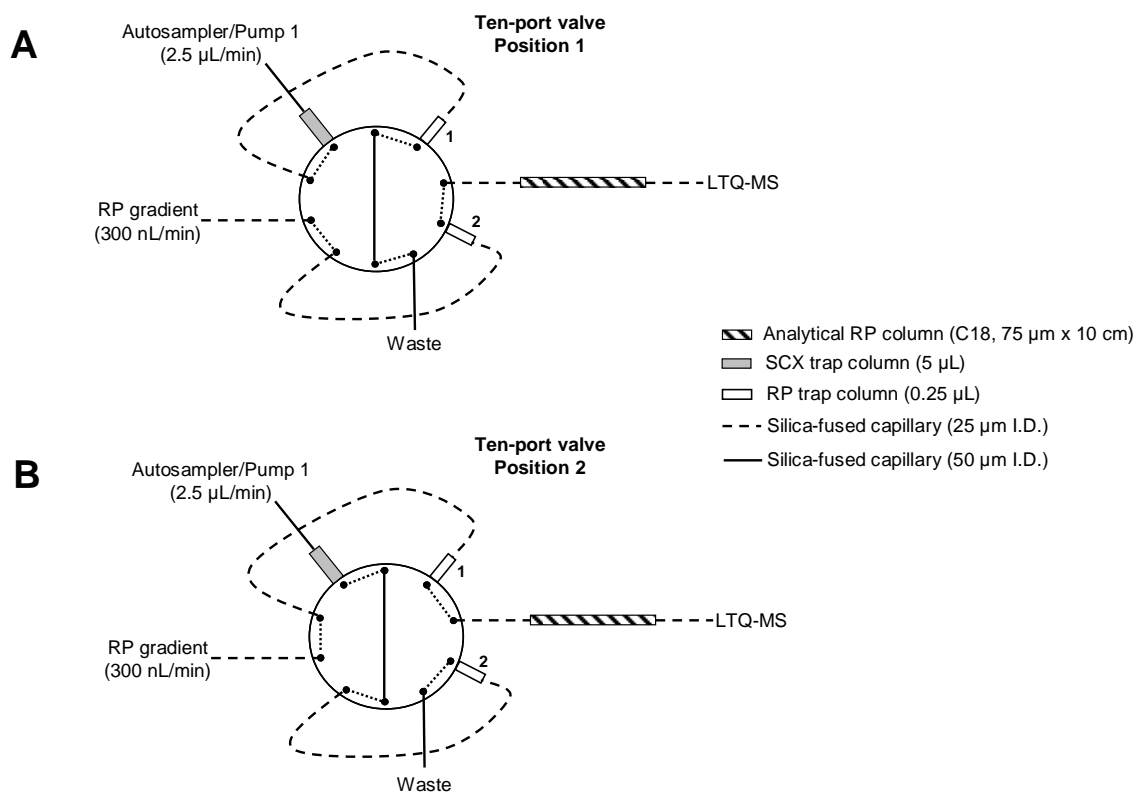 A
Autosampler/Pump 1
(2.5 µL/min)
Ten-port valve
Position 1
1
LTQ-MS
2
RP gradient
(300 nL/min)
Waste
Analytical RP column (C18, 75 µm x 10 cm)
SCX trap column (5 µL)
RP trap column (0.25 µL)
Silica-fused capillary (25 µm I.D.)
Silica-fused capillary (50 µm I.D.)
B
Autosampler/Pump 1
(2.5 µL/min)
Ten-port valve
Position 2
1
LTQ-MS
2
RP gradient
(300 nL/min)
Waste